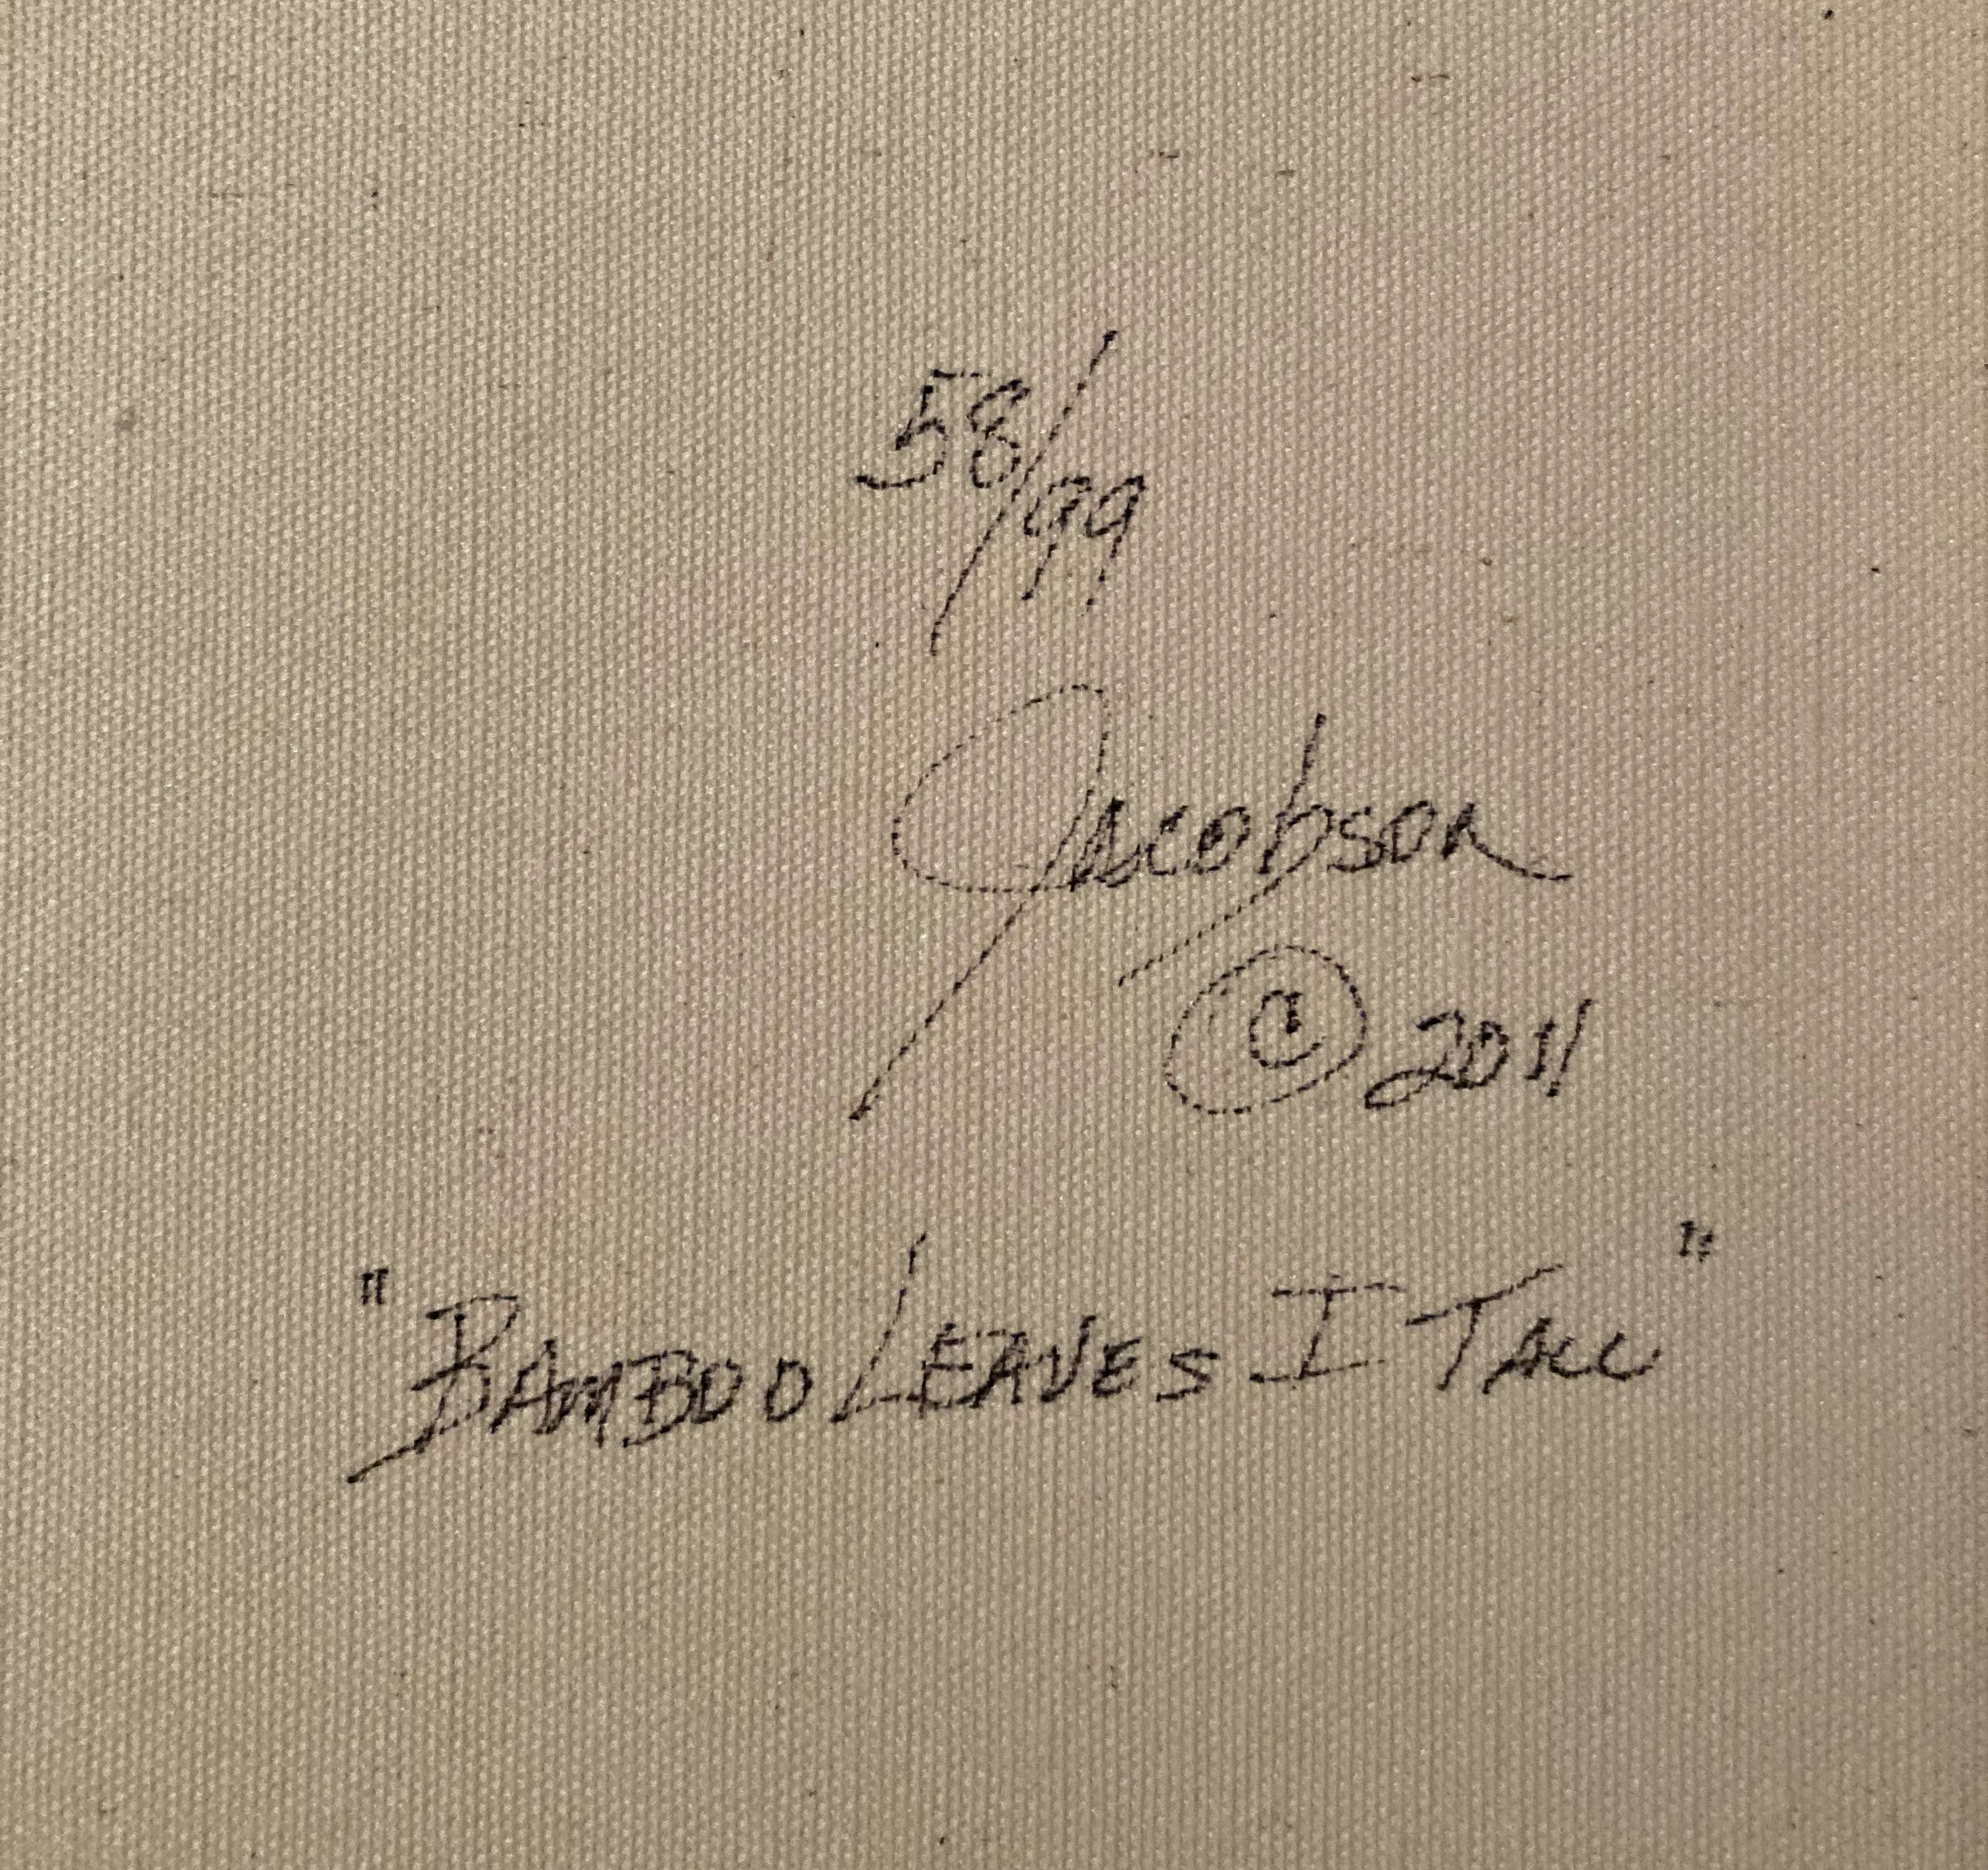 58/99
Jacobson
© 2011
"BAMBOO LEAVES I TALL"